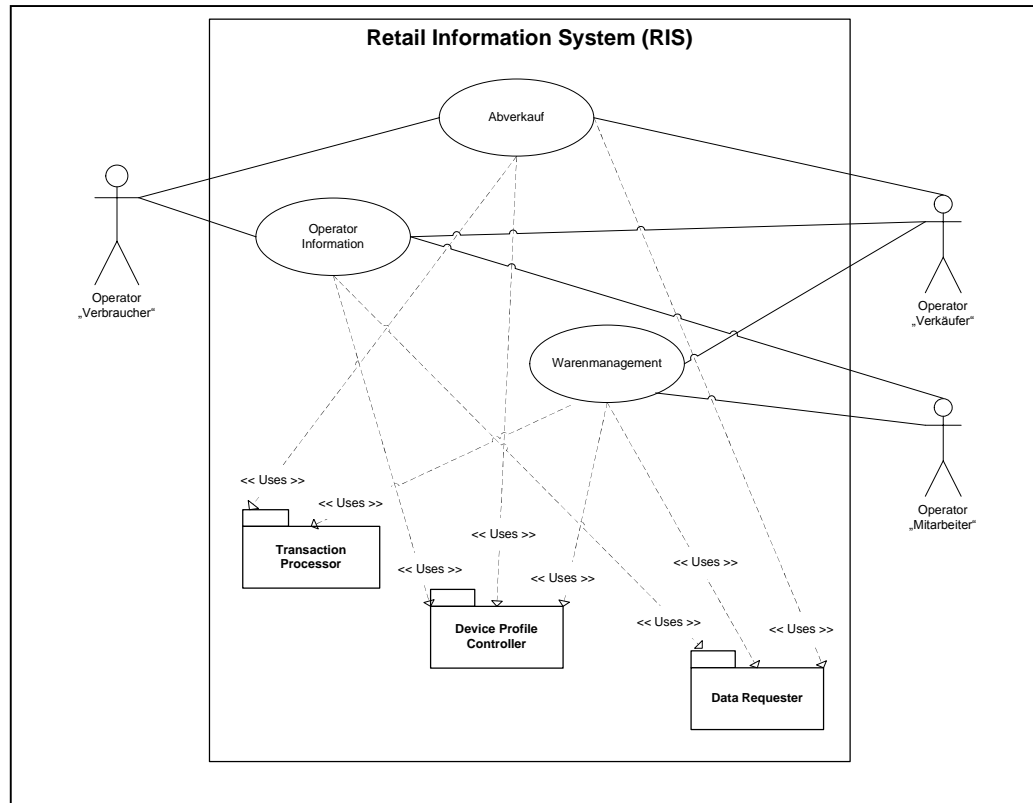 Retail Information System (RIS)
Abverkauf
Operator
Information
Operator
„Verbraucher“
Operator
„Verkäufer“
Warenmanagement
Operator
„Mitarbeiter“
<< Uses >>
<< Uses >>
Transaction
Processor
<< Uses >>
<< Uses >>
<< Uses >>
Device Profile
Controller
<< Uses >>
<< Uses >>
<< Uses >>
Data Requester